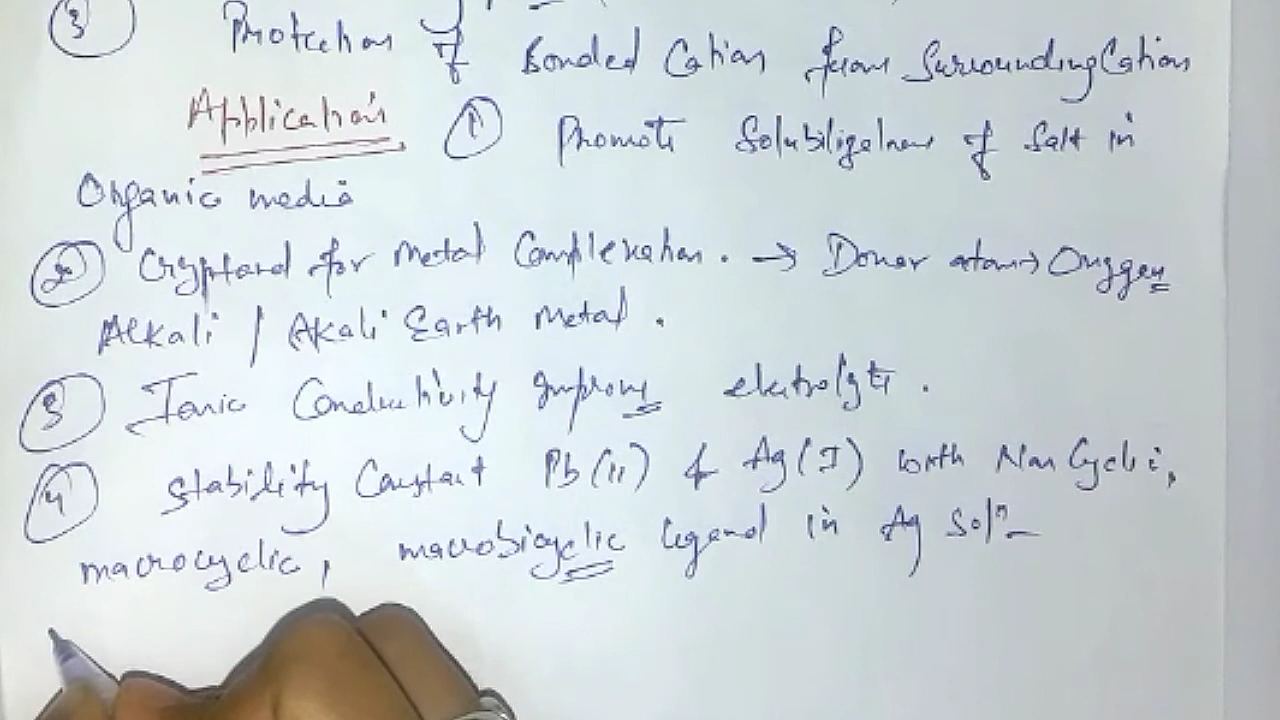 ③ Protection of Bonded Cation from Surrounding Cation
Applications ① Promote Solubilization of Salt in
Organic media
② Cryptand for Metal Complexation. → Donor atom → Oxygen
Alkali / Akali Earth Metal.
③ Ionic Conductivity Improve electrolyte.
④ Stability Constant Pb(II) & Ag(I) with Non Cyclic,
macrocyclic, macrobicyclic legand in Aq Solⁿ